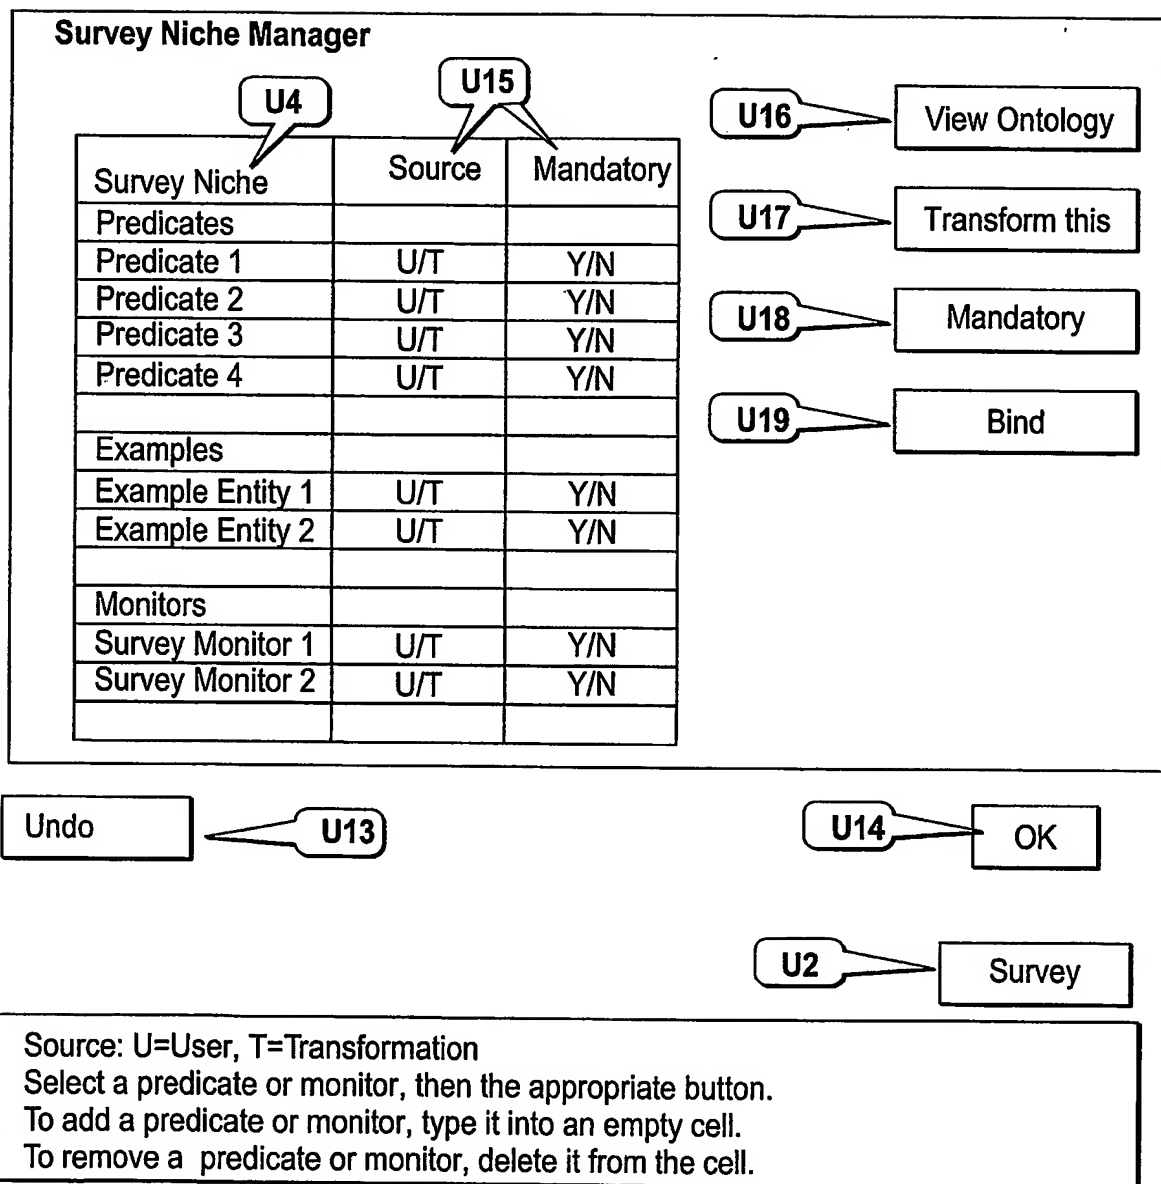 Survey Niche Manager
U4
U15
U16
View Ontology
Survey Niche Source Mandatory
U17
Transform this
Predicates
Predicate 1 U/T Y/N
Predicate 2 U/T Y/N
U18
Mandatory
Predicate 3 U/T Y/N
Predicate 4 U/T Y/N
U19
Bind
Examples
Example Entity 1 U/T Y/N
Example Entity 2 U/T Y/N
Monitors
Survey Monitor 1 U/T Y/N
Survey Monitor 2 U/T Y/N
Undo
U13
U14
OK
U2
Survey
Source: U=User, T=Transformation
Select a predicate or monitor, then the appropriate button.
To add a predicate or monitor, type it into an empty cell.
To remove a predicate or monitor, delete it from the cell.